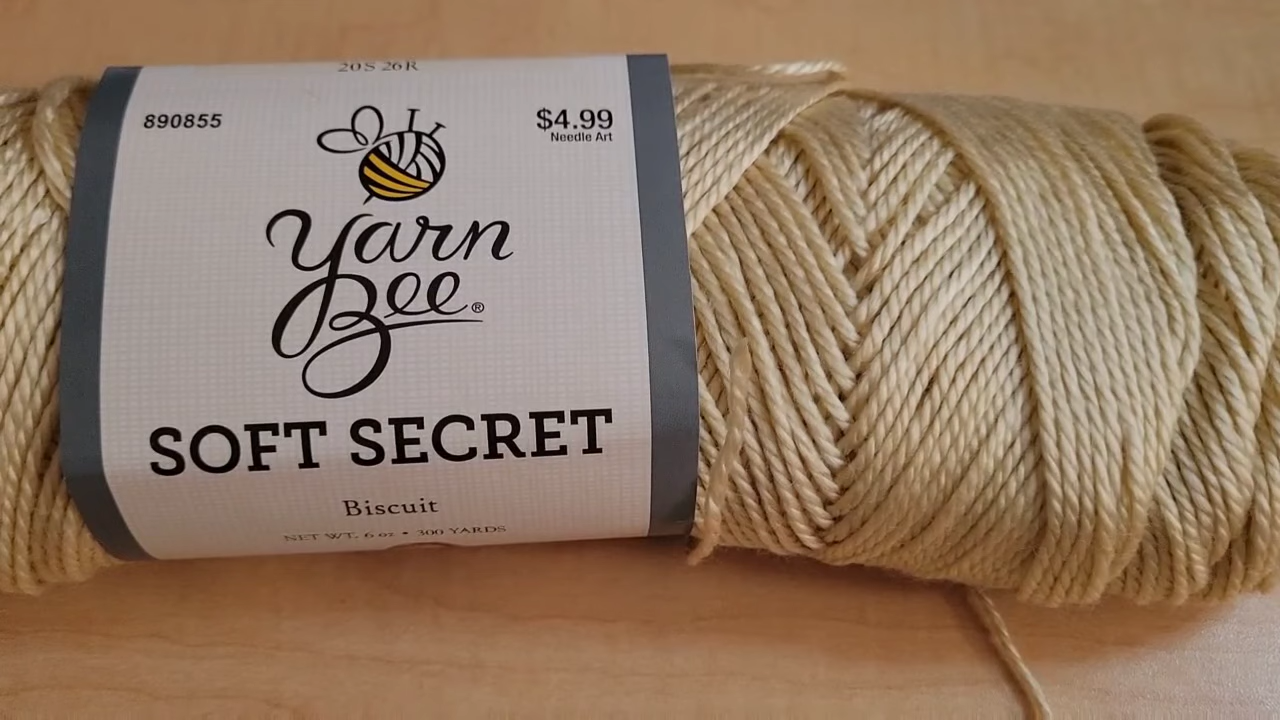 20S 26R
890855
$4.99
Needle Art
Yarn
Bee®
SOFT SECRET
Biscuit
NET WT. 6 oz • 300 YARDS